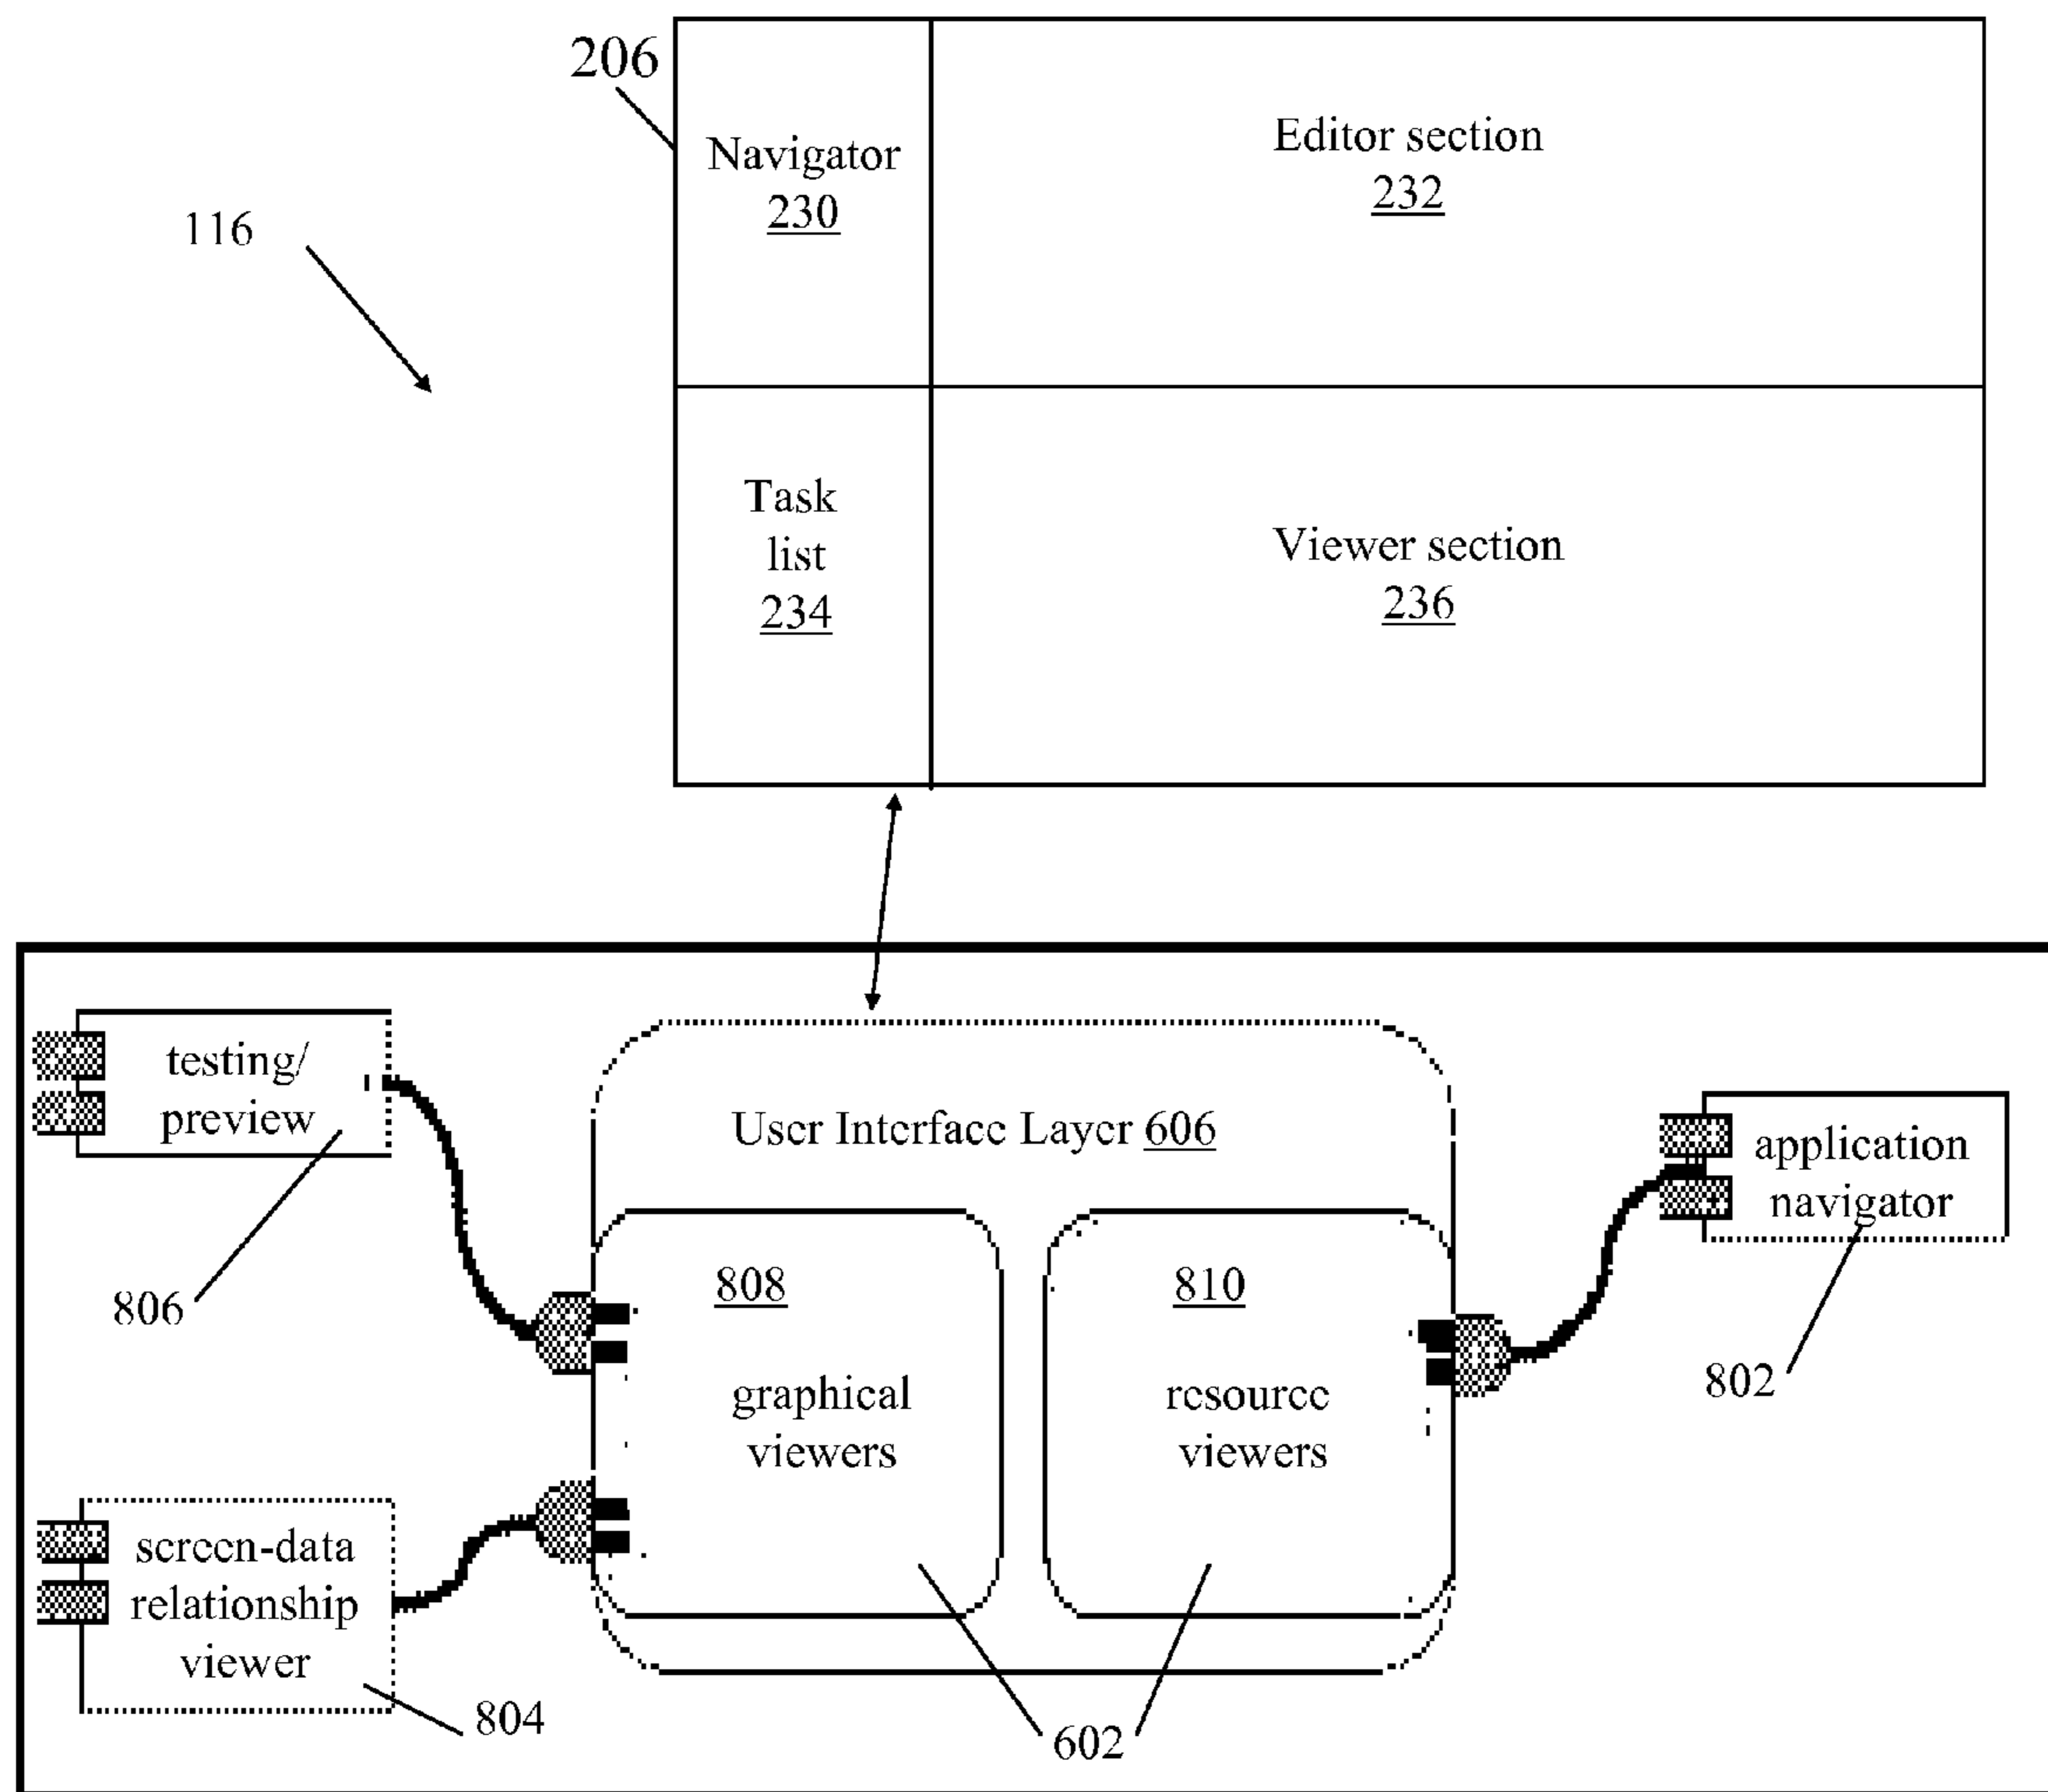 206
Navigator
230
Editor section
232
116
Task
list
234
Viewer section
236
testing/
preview
806
User Interface Layer 606
application
navigator
802
808
graphical
viewers
810
resource
viewers
screen-data
relationship
viewer
804
602